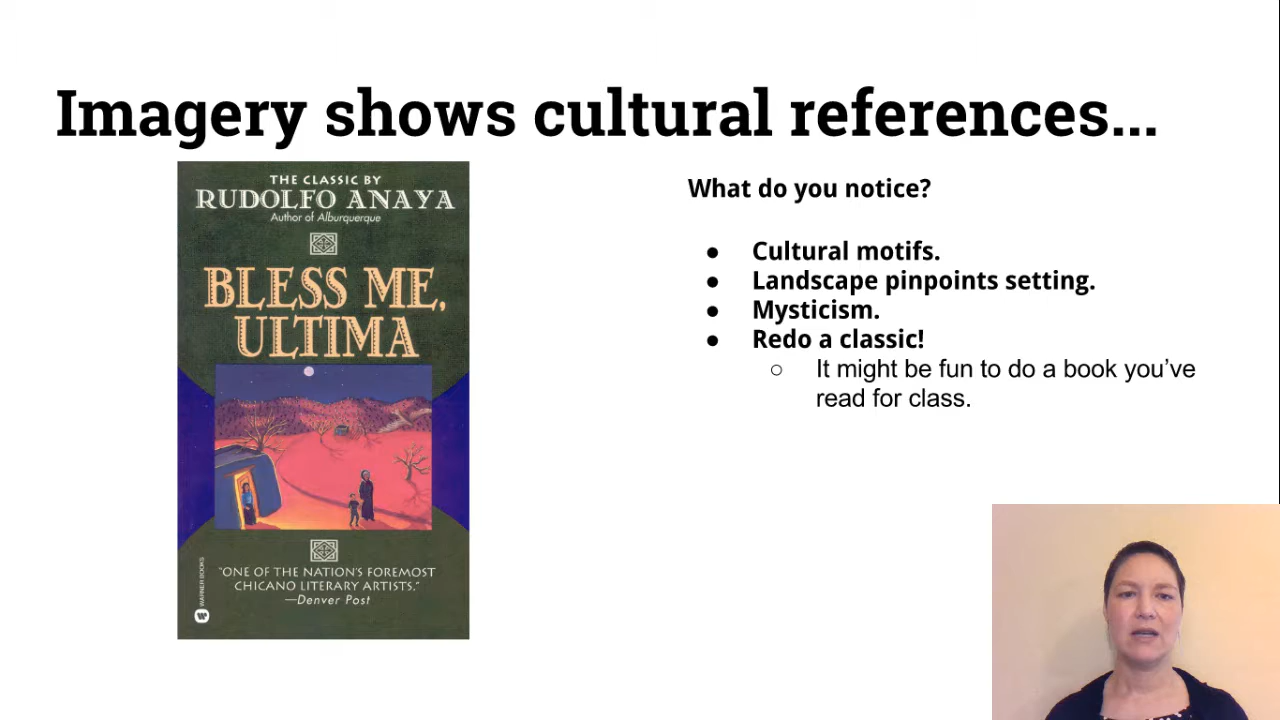 Imagery shows cultural references...
THE CLASSIC BY
RUDOLFO ANAYA
Author of Alburquerque
BLESS ME,
ULTIMA
"ONE OF THE NATION'S FOREMOST
CHICANO LITERARY ARTISTS."
—Denver Post
WARNER BOOKS
What do you notice?
● Cultural motifs.
● Landscape pinpoints setting.
● Mysticism.
● Redo a classic!
○ It might be fun to do a book you've
read for class.